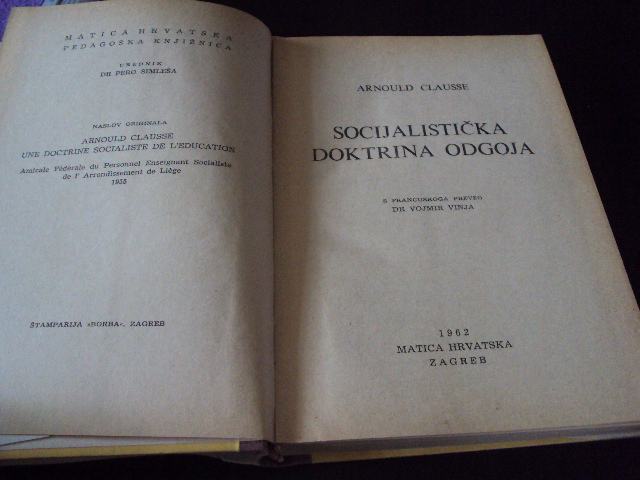 MATICA HRVATSKA
PEDAGOŠKA KNJIŽNICA
UREDNIK
DR PERO ŠIMLEŠA
NASLOV ORIGINALA
ARNOULD CLAUSSE
UNE DOCTRINE SOCIALISTE DE L'EDUCATION
Amicale Fédérale du Personnel Enseignant Socialiste
de l' Arrondissement de Liège
1955
ŠTAMPARIJA »BORBA«, ZAGREB
ARNOULD CLAUSSE
SOCIJALISTIČKA
DOKTRINA ODGOJA
S FRANCUSKOGA PREVEO
DR VOJMIR VINJA
1962
MATICA HRVATSKA
ZAGREB